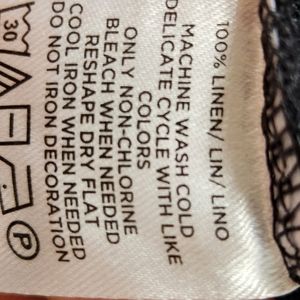 100% LINEN/ LIN/ LINO
MACHINE WASH COLD
DELICATE CYCLE WITH LIKE
COLORS
ONLY NON-CHLORINE
BLEACH WHEN NEEDED
RESHAPE DRY FLAT
COOL IRON WHEN NEEDED
DO NOT IRON DECORATION
30
P